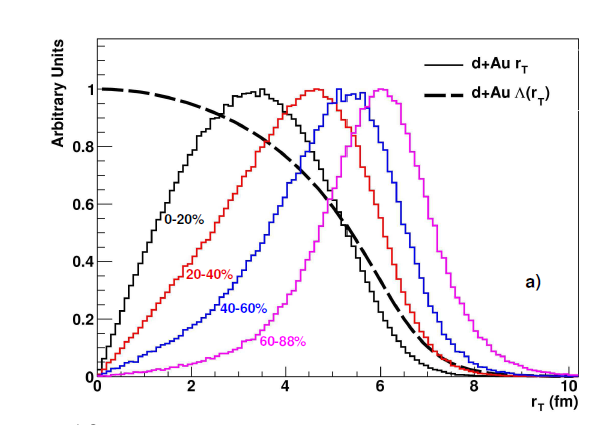 Arbitrary Units
1
0.8
0.6
0.4
0.2
0
0 2 4 6 8 10
r_T (fm)
d+Au r_T
d+Au Λ(r_T)
0-20%
20-40%
40-60%
60-88%
a)